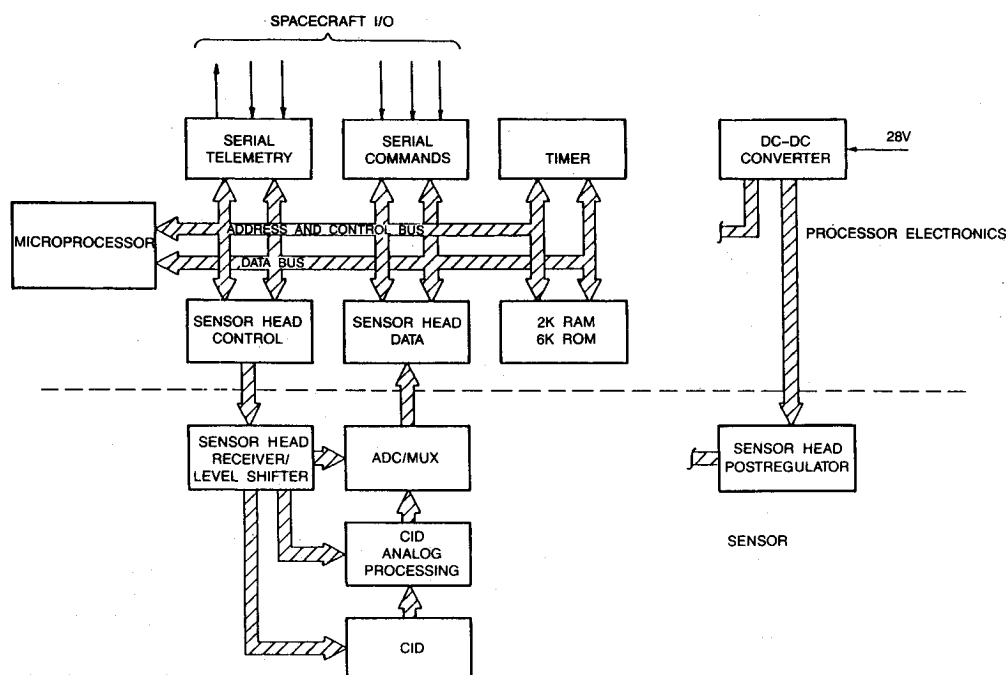 SPACECRAFT I/O
SERIAL
TELEMETRY
SERIAL
COMMANDS
TIMER
DC-DC
CONVERTER
28V
MICROPROCESSOR
ADDRESS AND CONTROL BUS
DATA BUS
PROCESSOR ELECTRONICS
SENSOR HEAD
CONTROL
SENSOR HEAD
DATA
2K RAM
6K ROM
SENSOR HEAD
RECEIVER/
LEVEL SHIFTER
ADC/MUX
SENSOR HEAD
POSTREGULATOR
CID
ANALOG
PROCESSING
SENSOR
CID